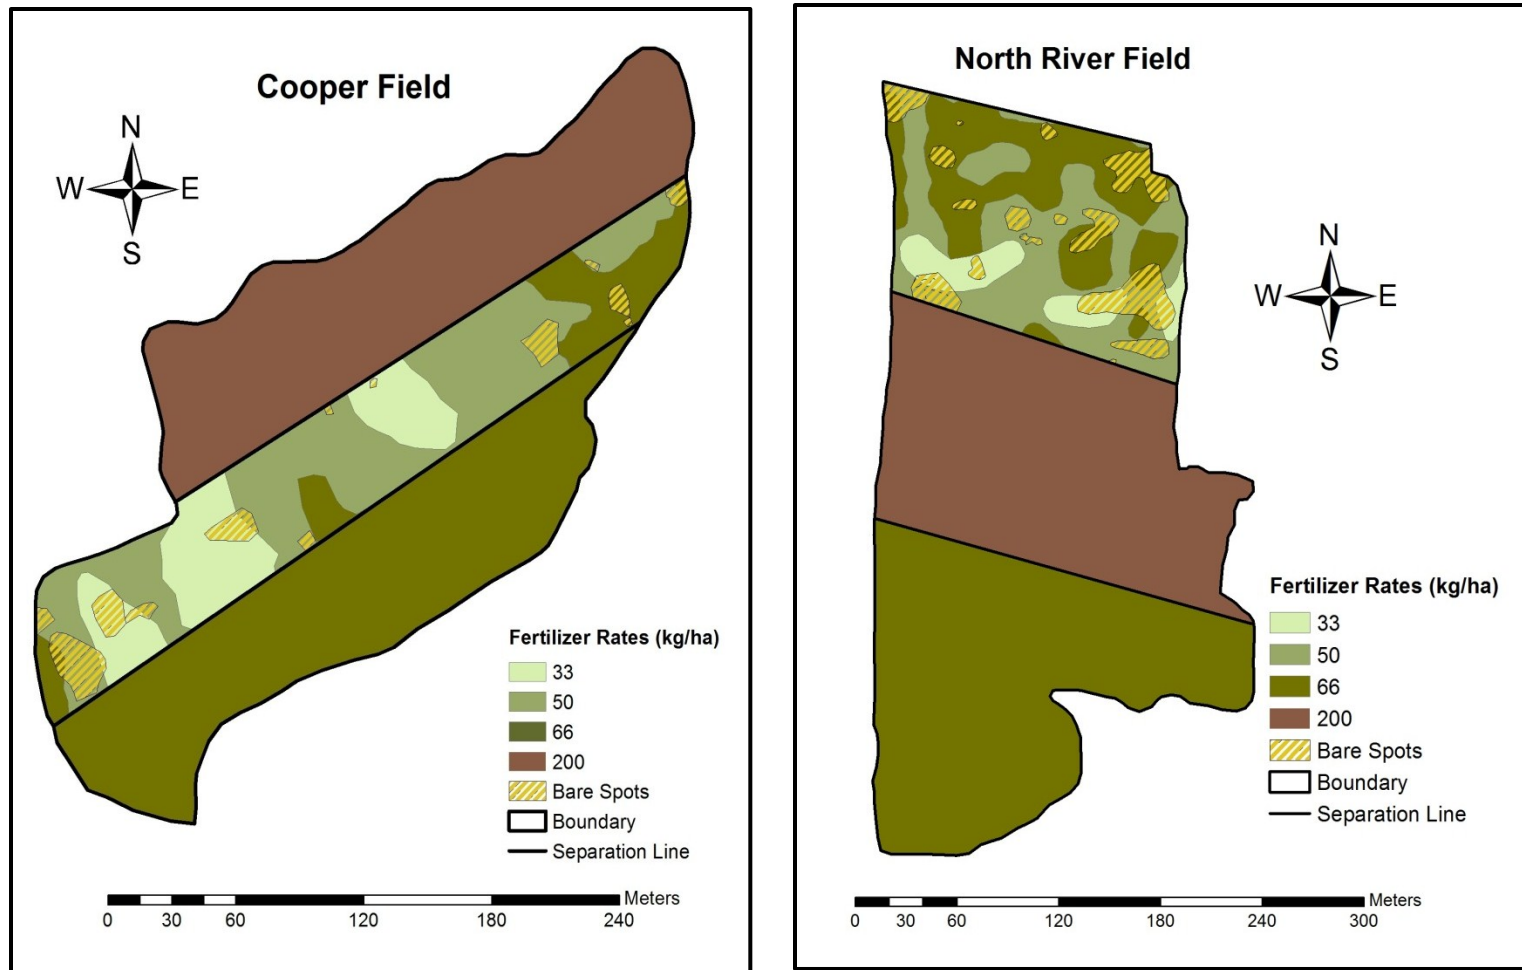 Cooper Field
N
W
E
S
Fertilizer Rates (kg/ha)
33
50
66
200
Bare Spots
Boundary
Separation Line
Meters
0 30 60 120 180 240
North River Field
N
W
E
S
Fertilizer Rates (kg/ha)
33
50
66
200
Bare Spots
Boundary
Separation Line
Meters
0 30 60 120 180 240 300